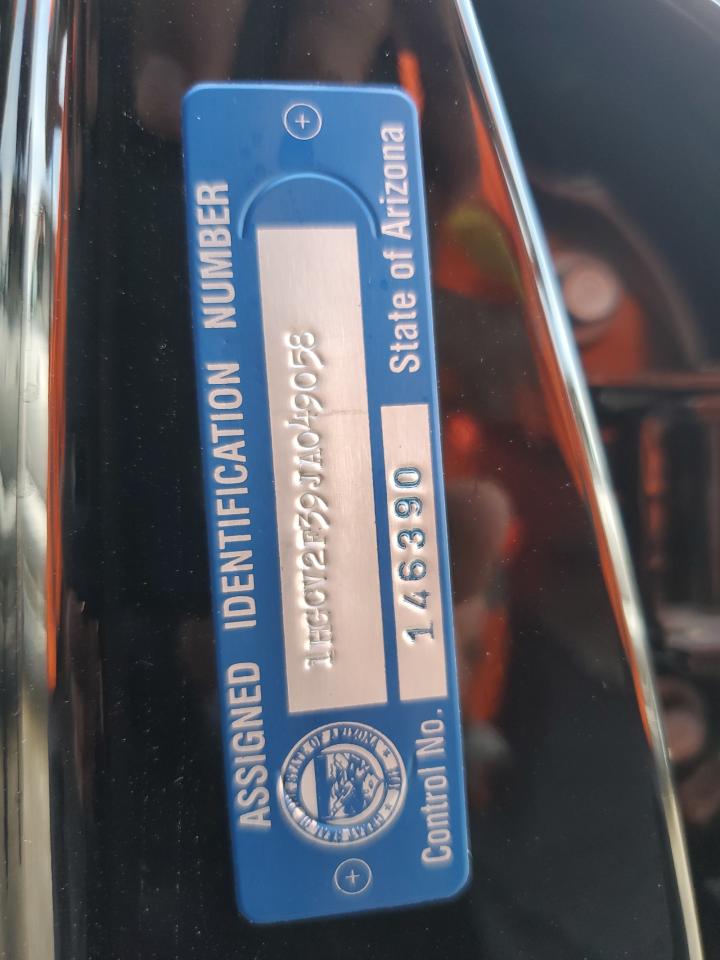 ASSIGNED IDENTIFICATION NUMBER
1HGCV2F39JA049058
146390
Control No.
State of Arizona